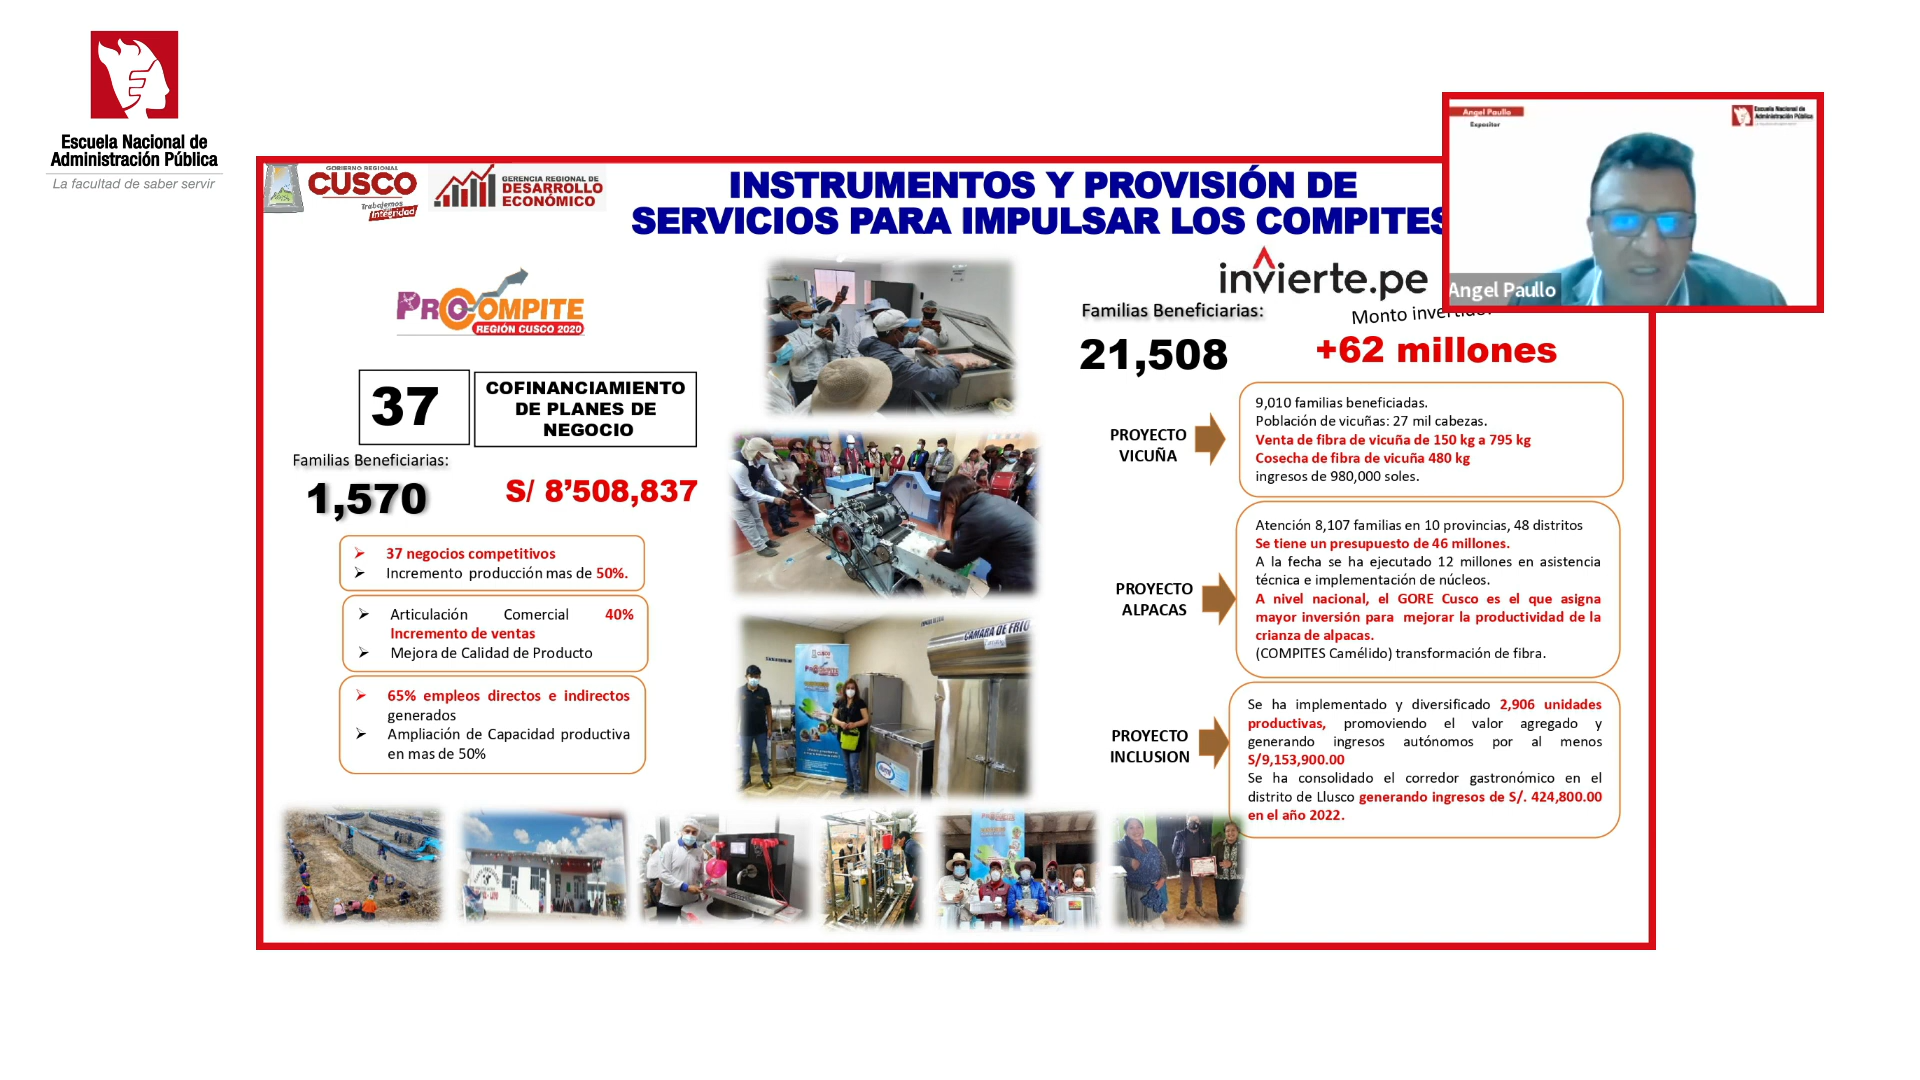 Escuela Nacional de
Administración Pública
La facultad de saber servir
GOBIERNO REGIONAL
CUSCO
Trabajemos
Integridad
GERENCIA REGIONAL DE
DESARROLLO
ECONÓMICO
INSTRUMENTOS Y PROVISIÓN DE
SERVICIOS PARA IMPULSAR LOS COMPITES
Angel Paullo
Expositor
Escuela Nacional de
Administración Pública
Angel Paullo
PROCOMPITE
REGIÓN CUSCO 2020
37
COFINANCIAMIENTO
DE PLANES DE
NEGOCIO
Familias Beneficiarias:
1,570
S/ 8’508,837
37 negocios competitivos
Incremento producción mas de 50%.
Articulación Comercial 40%
Incremento de ventas
Mejora de Calidad de Producto
65% empleos directos e indirectos
generados
Ampliación de Capacidad productiva
en mas de 50%
CAMARA DE FRIO
invierte.pe
Familias Beneficiarias:
21,508
Monto invertido:
+62 millones
PROYECTO
VICUÑA
9,010 familias beneficiadas.
Población de vicuñas: 27 mil cabezas.
Venta de fibra de vicuña de 150 kg a 795 kg
Cosecha de fibra de vicuña 480 kg
ingresos de 980,000 soles.
PROYECTO
ALPACAS
Atención 8,107 familias en 10 provincias, 48 distritos
Se tiene un presupuesto de 46 millones.
A la fecha se ha ejecutado 12 millones en asistencia
técnica e implementación de núcleos.
A nivel nacional, el GORE Cusco es el que asigna
mayor inversión para mejorar la productividad de la
crianza de alpacas.
(COMPITES Camélido) transformación de fibra.
PROYECTO
INCLUSION
Se ha implementado y diversificado 2,906 unidades
productivas, promoviendo el valor agregado y
generando ingresos autónomos por al menos
S/9,153,900.00
Se ha consolidado el corredor gastronómico en el
distrito de Llusco generando ingresos de S/. 424,800.00
en el año 2022.